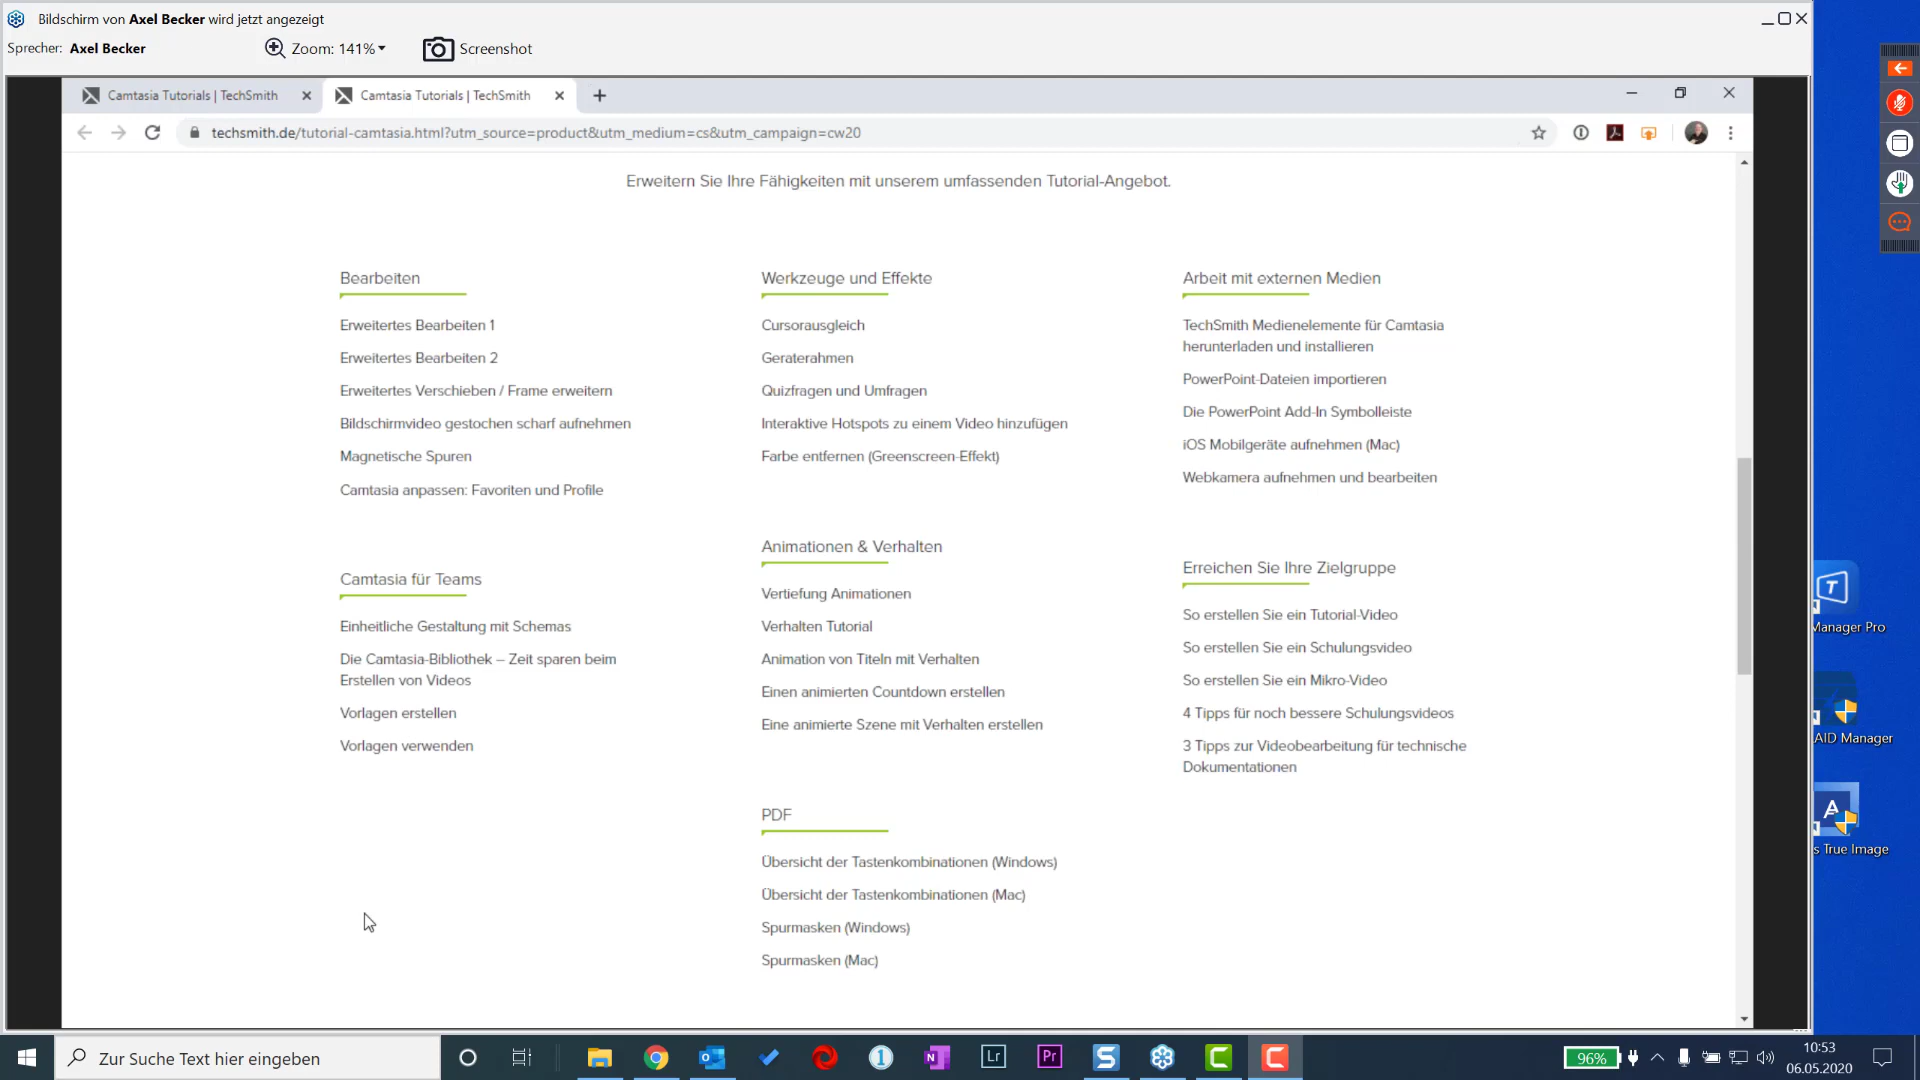 Bildschirm von Axel Becker wird jetzt angezeigt
Sprecher: Axel Becker
Zoom: 141%
Screenshot
Camtasia Tutorials | TechSmith
Camtasia Tutorials | TechSmith
techsmith.de/tutorial-camtasia.html?utm_source=product&utm_medium=cs&utm_campaign=cw20
Erweitern Sie Ihre Fähigkeiten mit unserem umfassenden Tutorial-Angebot.
Bearbeiten
Erweitertes Bearbeiten 1
Erweitertes Bearbeiten 2
Erweitertes Verschieben / Frame erweitern
Bildschirmvideo gestochen scharf aufnehmen
Magnetische Spuren
Camtasia anpassen: Favoriten und Profile
Camtasia für Teams
Einheitliche Gestaltung mit Schemas
Die Camtasia-Bibliothek – Zeit sparen beim
Erstellen von Videos
Vorlagen erstellen
Vorlagen verwenden
Werkzeuge und Effekte
Cursorausgleich
Geraterahmen
Quizfragen und Umfragen
Interaktive Hotspots zu einem Video hinzufügen
Farbe entfernen (Greenscreen-Effekt)
Animationen & Verhalten
Vertiefung Animationen
Verhalten Tutorial
Animation von Titeln mit Verhalten
Einen animierten Countdown erstellen
Eine animierte Szene mit Verhalten erstellen
PDF
Übersicht der Tastenkombinationen (Windows)
Übersicht der Tastenkombinationen (Mac)
Spurmasken (Windows)
Spurmasken (Mac)
Arbeit mit externen Medien
TechSmith Medienelemente für Camtasia
herunterladen und installieren
PowerPoint-Dateien importieren
Die PowerPoint Add-In Symbolleiste
iOS Mobilgeräte aufnehmen (Mac)
Webkamera aufnehmen und bearbeiten
Erreichen Sie Ihre Zielgruppe
So erstellen Sie ein Tutorial-Video
So erstellen Sie ein Schulungsvideo
So erstellen Sie ein Mikro-Video
4 Tipps für noch bessere Schulungsvideos
3 Tipps zur Videobearbeitung für technische
Dokumentationen
Manager Pro
AID Manager
s True Image
Zur Suche Text hier eingeben
Lr
Pr
96%
10:53
06.05.2020